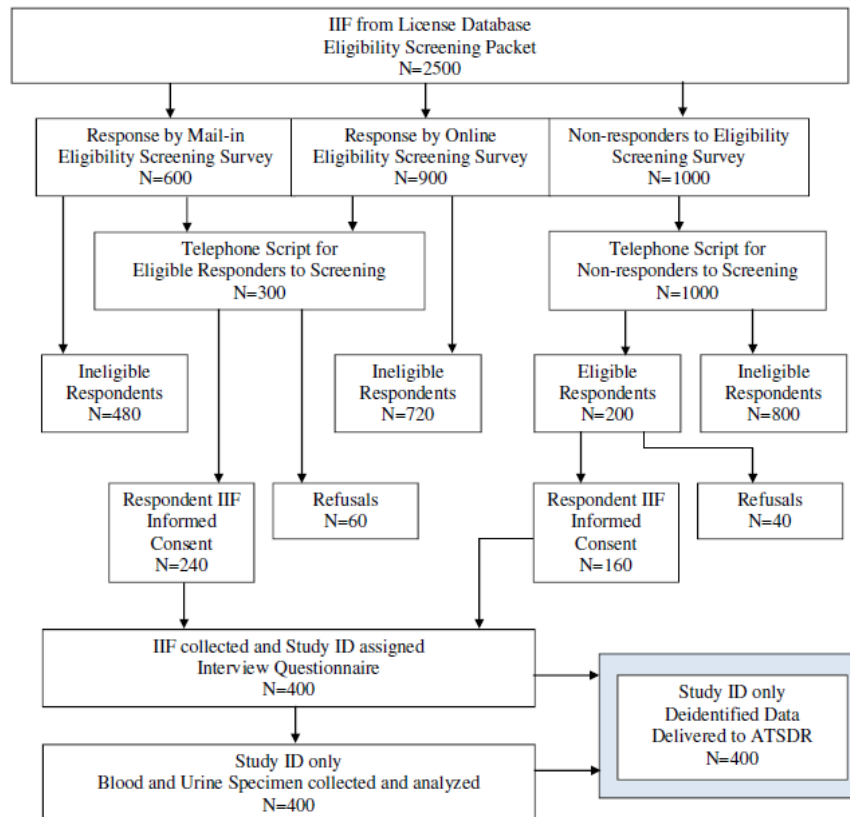 IIF from License Database
Eligibility Screening Packet
N=2500
Response by Mail-in
Eligibility Screening Survey
N=600
Response by Online
Eligibility Screening Survey
N=900
Non-responders to Eligibility
Screening Survey
N=1000
Telephone Script for
Eligible Responders to Screening
N=300
Telephone Script for
Non-responders to Screening
N=1000
Ineligible
Respondents
N=480
Ineligible
Respondents
N=720
Eligible
Respondents
N=200
Ineligible
Respondents
N=800
Respondent IIF
Informed
Consent
N=240
Refusals
N=60
Respondent IIF
Informed
Consent
N=160
Refusals
N=40
IIF collected and Study ID assigned
Interview Questionnaire
N=400
Study ID only
Deidentified Data
Delivered to ATSDR
N=400
Study ID only
Blood and Urine Specimen collected and analyzed
N=400